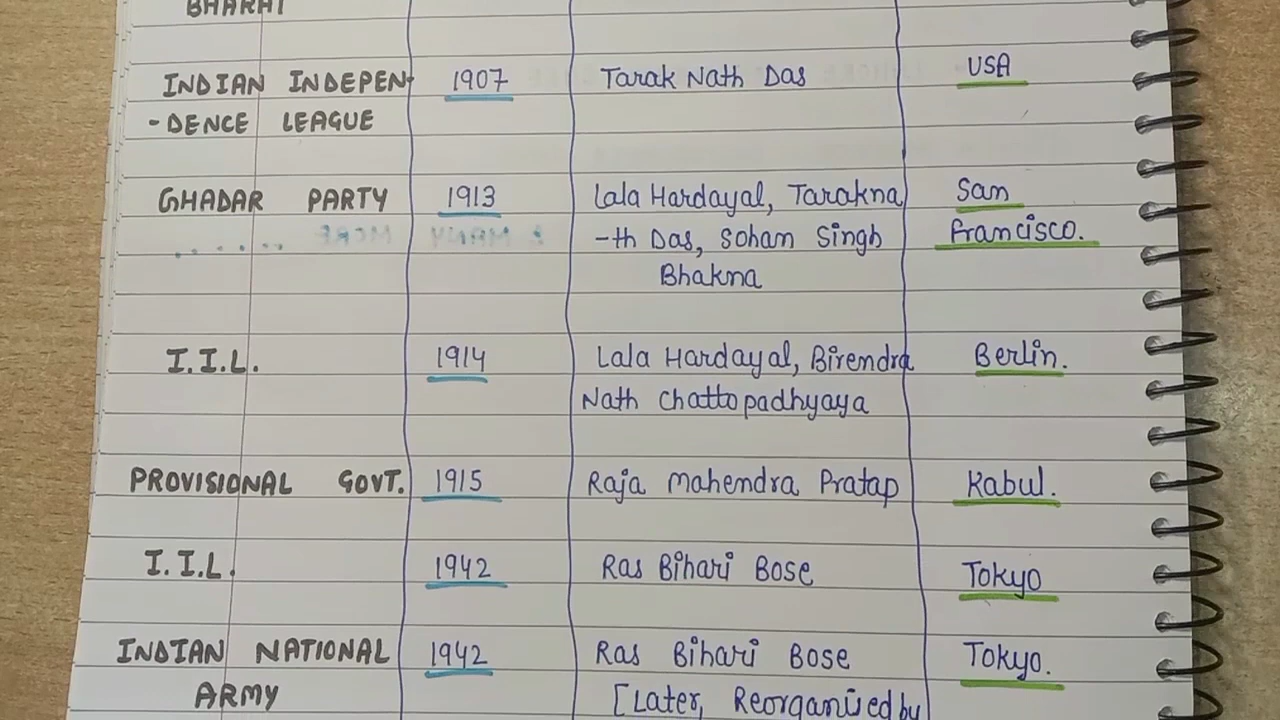 BHARAT
INDIAN INDEPEN- 1907 Tarak Nath Das USA
-DENCE LEAGUE
GHADAR PARTY 1913 Lala Hardayal, Tarakna San
-th Das, Sohan Singh Francisco.
Bhakna
I.I.L. 1914 Lala Hardayal, Birendra Berlin.
Nath Chattopadhyaya
PROVISIONAL GOVT. 1915 Raja Mahendra Pratap Kabul.
I.I.L. 1942 Ras Bihari Bose Tokyo
INDIAN NATIONAL 1942 Ras Bihari Bose Tokyo.
ARMY [Later, Reorganised by